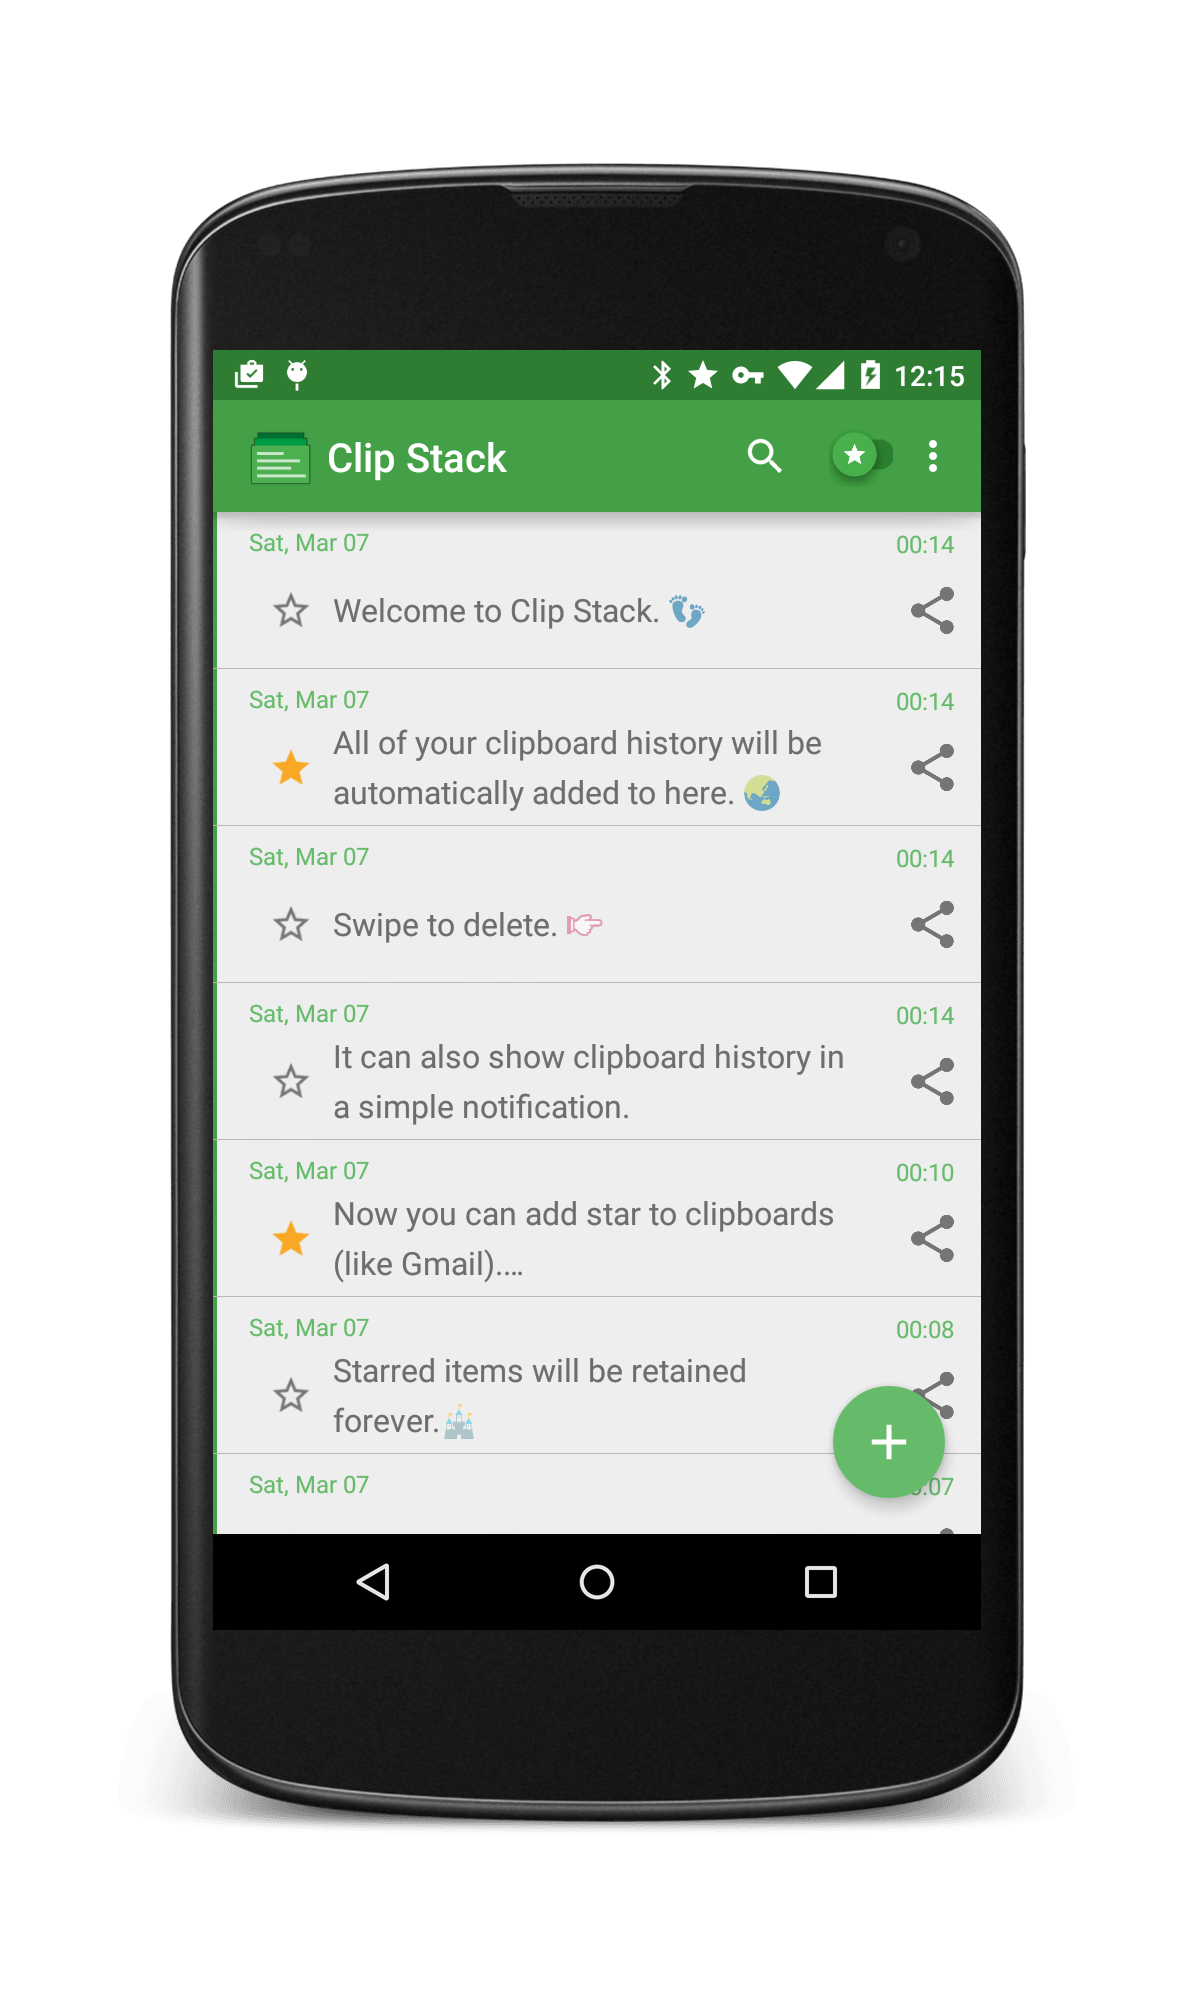 12:15
Clip Stack
Sat, Mar 07
00:14
Welcome to Clip Stack. 👣
Sat, Mar 07
00:14
All of your clipboard history will be
automatically added to here. 🌏
Sat, Mar 07
00:14
Swipe to delete. 👉
Sat, Mar 07
00:14
It can also show clipboard history in
a simple notification.
Sat, Mar 07
00:10
Now you can add star to clipboards
(like Gmail).…
Sat, Mar 07
00:08
Starred items will be retained
forever.🏰
Sat, Mar 07
:07